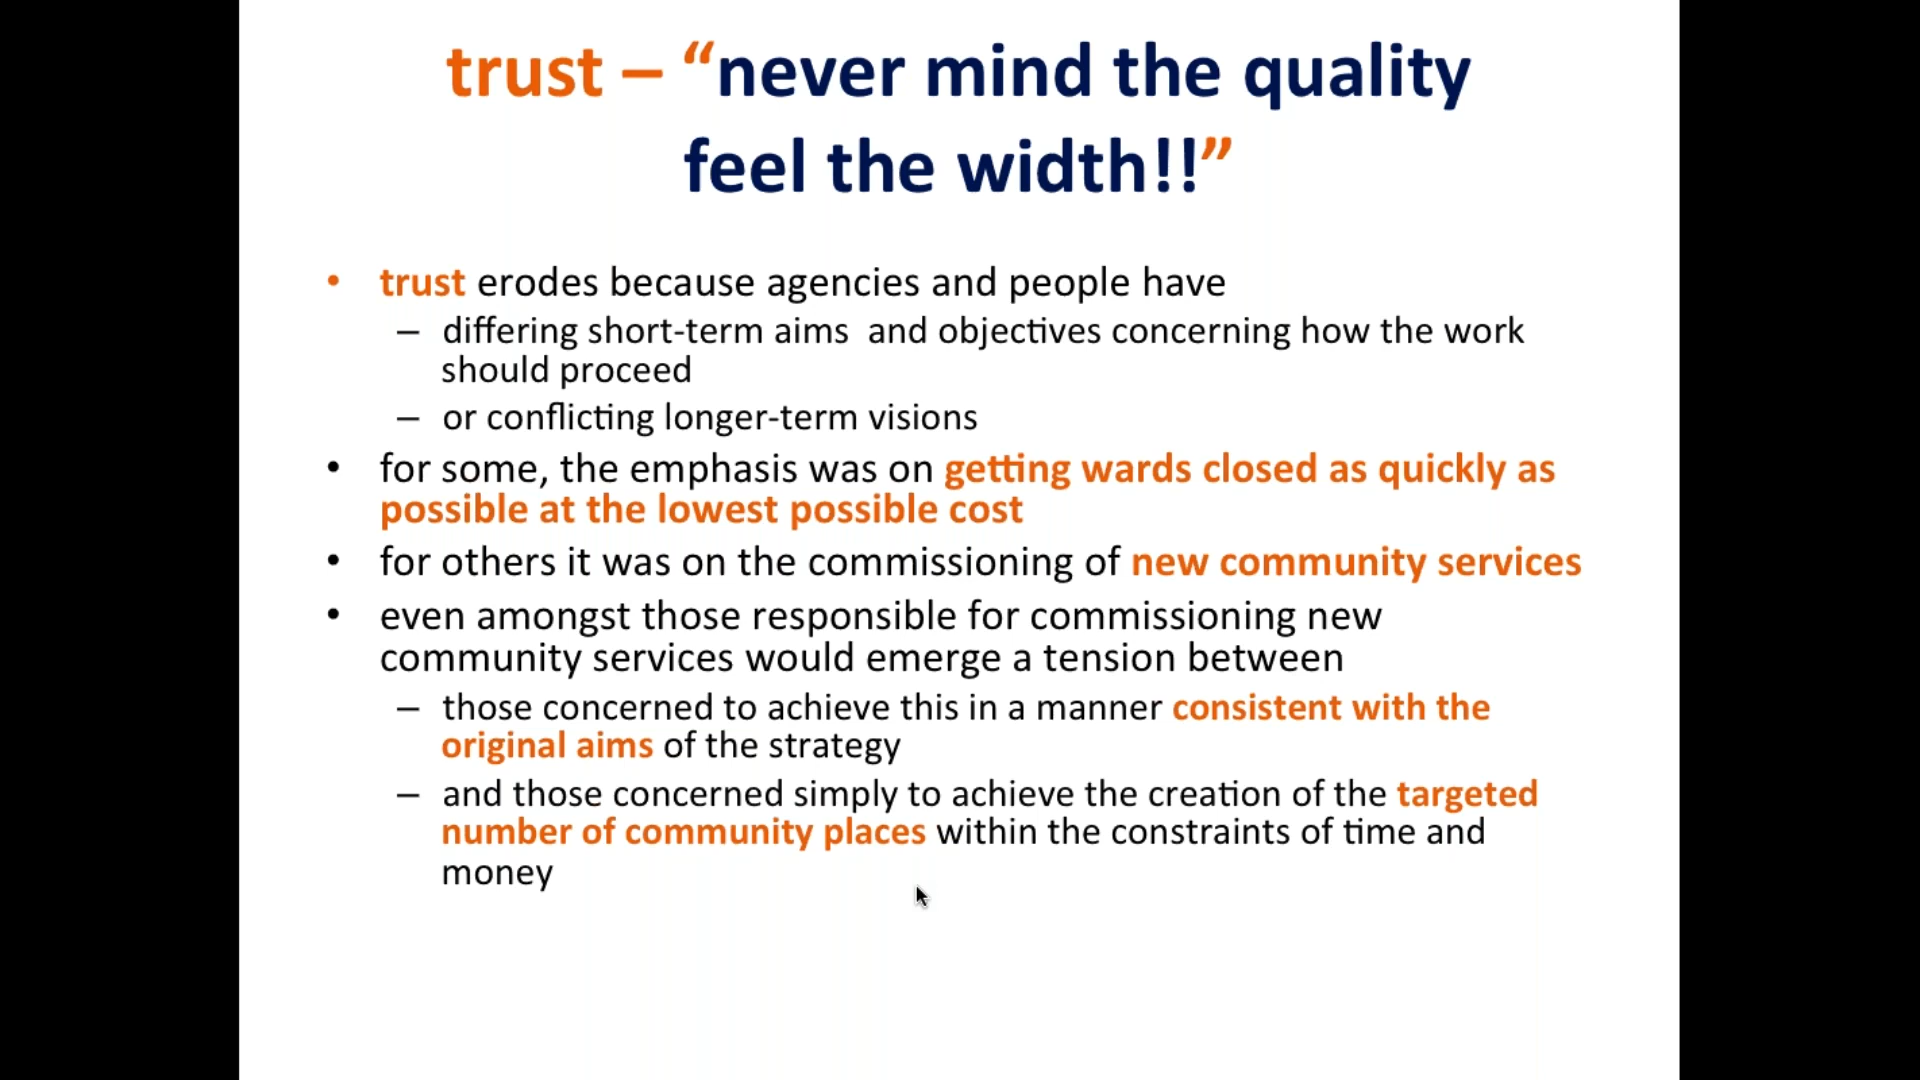 trust – “never mind the quality
feel the width!!”
• trust erodes because agencies and people have
– differing short-term aims  and objectives concerning how the work
should proceed
– or conflicting longer-term visions
• for some, the emphasis was on getting wards closed as quickly as
possible at the lowest possible cost
• for others it was on the commissioning of new community services
• even amongst those responsible for commissioning new
community services would emerge a tension between
– those concerned to achieve this in a manner consistent with the
original aims of the strategy
– and those concerned simply to achieve the creation of the targeted
number of community places within the constraints of time and
money